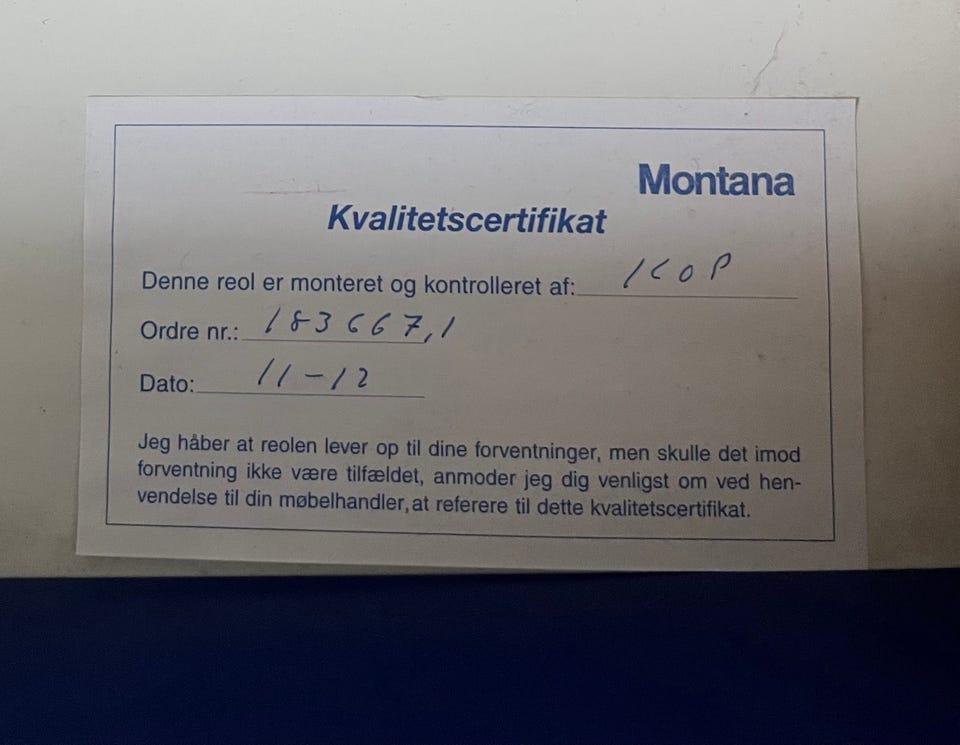 Montana
Kvalitetscertifikat
Denne reol er monteret og kontrolleret af: KOP
Ordre nr.: 183667,1
Dato: 11-12
Jeg håber at reolen lever op til dine forventninger, men skulle det imod
forventning ikke være tilfældet, anmoder jeg dig venligst om ved hen-
vendelse til din møbelhandler, at referere til dette kvalitetscertifikat.